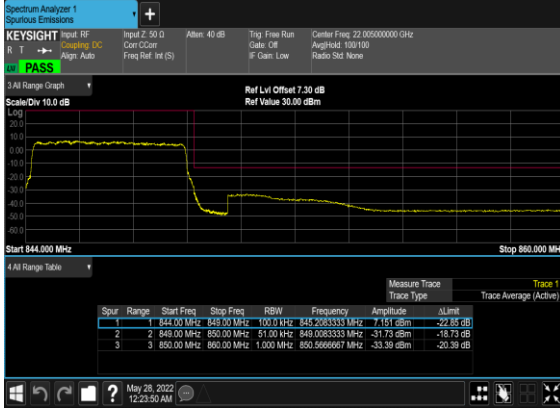 Spectrum Analyzer 1
Spurious Emissions
+
KEYSIGHT Input: RF Input Z: 50 Ω Atten: 40 dB Trig: Free Run Center Freq: 22.005000000 GHz
R T Coupling: DC Corr CCorr Gate: Off Avg|Hold: 100/100
Align: Auto Freq Ref: Int (S) IF Gain: Low Radio Std: None
PASS
3 All Range Graph Ref Lvl Offset 7.30 dB
Scale/Div 10.0 dB Ref Value 30.00 dBm
Log
20.0
10.0
0.00
-10.0
-20.0
-30.0
-40.0
-50.0
-60.0
Start 844.000 MHz Stop 860.000 MH
4 All Range Table
Measure Trace Trace 1
Trace Type Trace Average (Active)
Spur Range Start Freq Stop Freq RBW Frequency Amplitude ΔLimit
1 1 844.00 MHz 849.00 MHz 100.0 kHz 845.2083333 MHz 7.151 dBm -22.85 dB
2 2 849.00 MHz 850.00 MHz 51.00 kHz 849.0083333 MHz -31.73 dBm -18.73 dB
3 3 850.00 MHz 860.00 MHz 1.000 MHz 850.5666667 MHz -33.39 dBm -20.39 dB
? May 28, 2022
12:23:50 AM